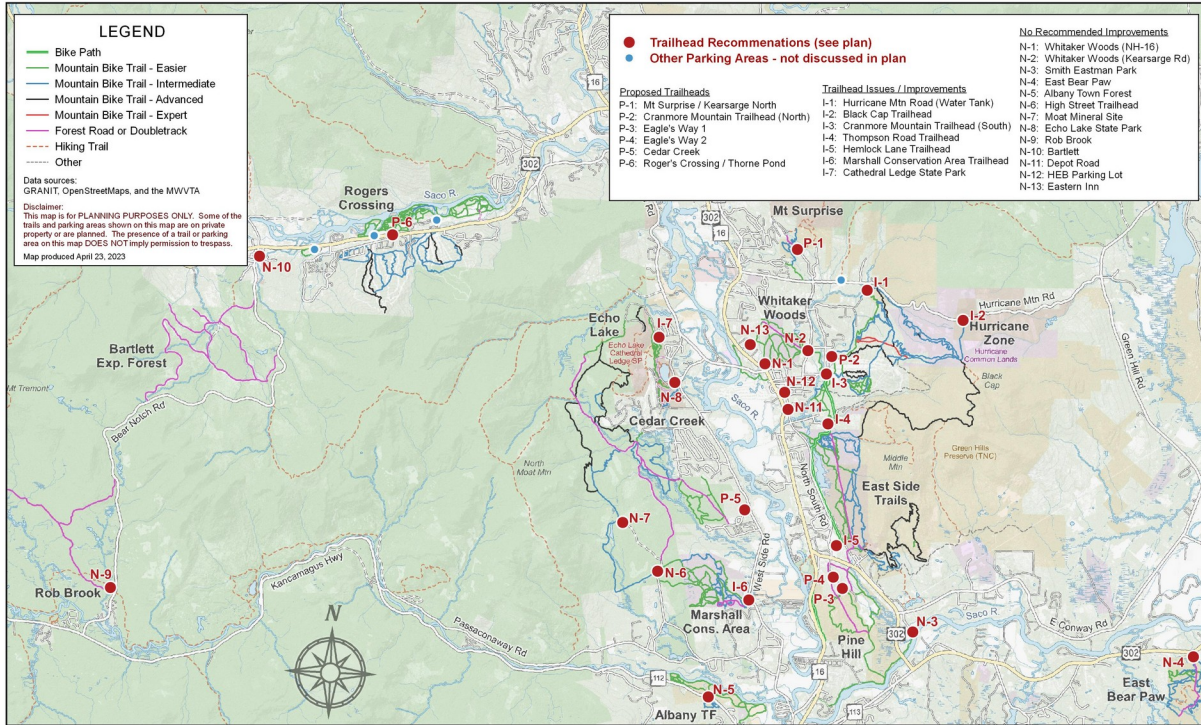 LEGEND
Bike Path
Mountain Bike Trail - Easier
Mountain Bike Trail - Intermediate
Mountain Bike Trail - Advanced
Mountain Bike Trail - Expert
Forest Road or Doubletrack
Hiking Trail
Other
Data sources:
GRANIT, OpenStreetMaps, and the MWVTA
Disclaimer:
This map is for PLANNING PURPOSES ONLY. Some of the
trails and parking areas shown on this map are on private
property or are planned. The presence of a trail or parking
area on this map DOES NOT imply permission to trespass.
Map produced April 23, 2023
Trailhead Recommenations (see plan)
Other Parking Areas - not discussed in plan
Proposed Trailheads
P-1: Mt Surprise / Kearsarge North
P-2: Cranmore Mountain Trailhead (North)
P-3: Eagle's Way 1
P-4: Eagle's Way 2
P-5: Cedar Creek
P-6: Roger's Crossing / Thorne Pond
Trailhead Issues / Improvements
I-1: Hurricane Mtn Road (Water Tank)
I-2: Black Cap Trailhead
I-3: Cranmore Mountain Trailhead (South)
I-4: Thompson Road Trailhead
I-5: Hemlock Lane Trailhead
I-6: Marshall Conservation Area Trailhead
I-7: Cathedral Ledge State Park
No Recommended Improvements
N-1: Whitaker Woods (NH-16)
N-2: Whitaker Woods (Kearsarge Rd)
N-3: Smith Eastman Park
N-4: East Bear Paw
N-5: Albany Town Forest
N-6: High Street Trailhead
N-7: Moat Mineral Site
N-8: Echo Lake State Park
N-9: Rob Brook
N-10: Bartlett
N-11: Depot Road
N-12: HEB Parking Lot
N-13: Eastern Inn
16
302
Saco R.
Rogers
Crossing
P-6
N-10
302
16
Mt Surprise
P-1
I-1
Hurricane Mtn Rd
I-2
Hurricane
Zone
Hurricane
Common Lands
Green Hill Rd
Whitaker
Woods
Echo
Lake
I-7
Echo Lake
Cathedral
Ledge SP
N-13
N-2
P-2
N-1
I-3
Black
Cap
N-8
N-12
Bartlett
Exp. Forest
Mt Tremont
Bear Notch Rd
Saco R.
N-11
Cedar Creek
I-4
Middle
Mtn
Green Hills
Preserve (TNC)
North
Moat Mtn
East Side
Trails
North South Rd
P-5
N-7
I-5
N-6
P-4
P-3
I-6
West Side Rd
N-9
Rob Brook
Kancamagus Hwy
Marshall
Cons. Area
Saco R.
E Conway Rd
N
Passaconaway Rd
Pine
Hill
N-3
302
302
N-4
16
East
Bear Paw
112
N-5
Albany TF
113